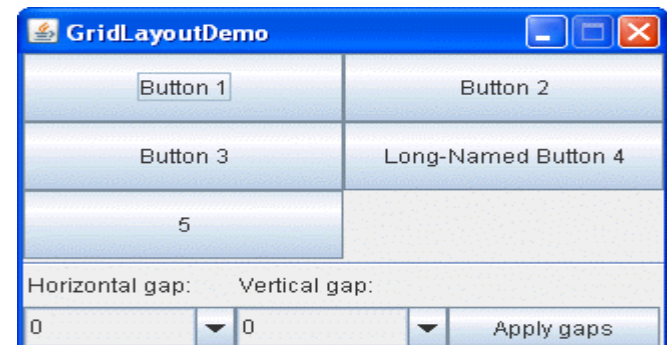 GridLayoutDemo
Button 1 Button 2
Button 3 Long-Named Button 4
5
Horizontal gap: Vertical gap:
0 0 Apply gaps